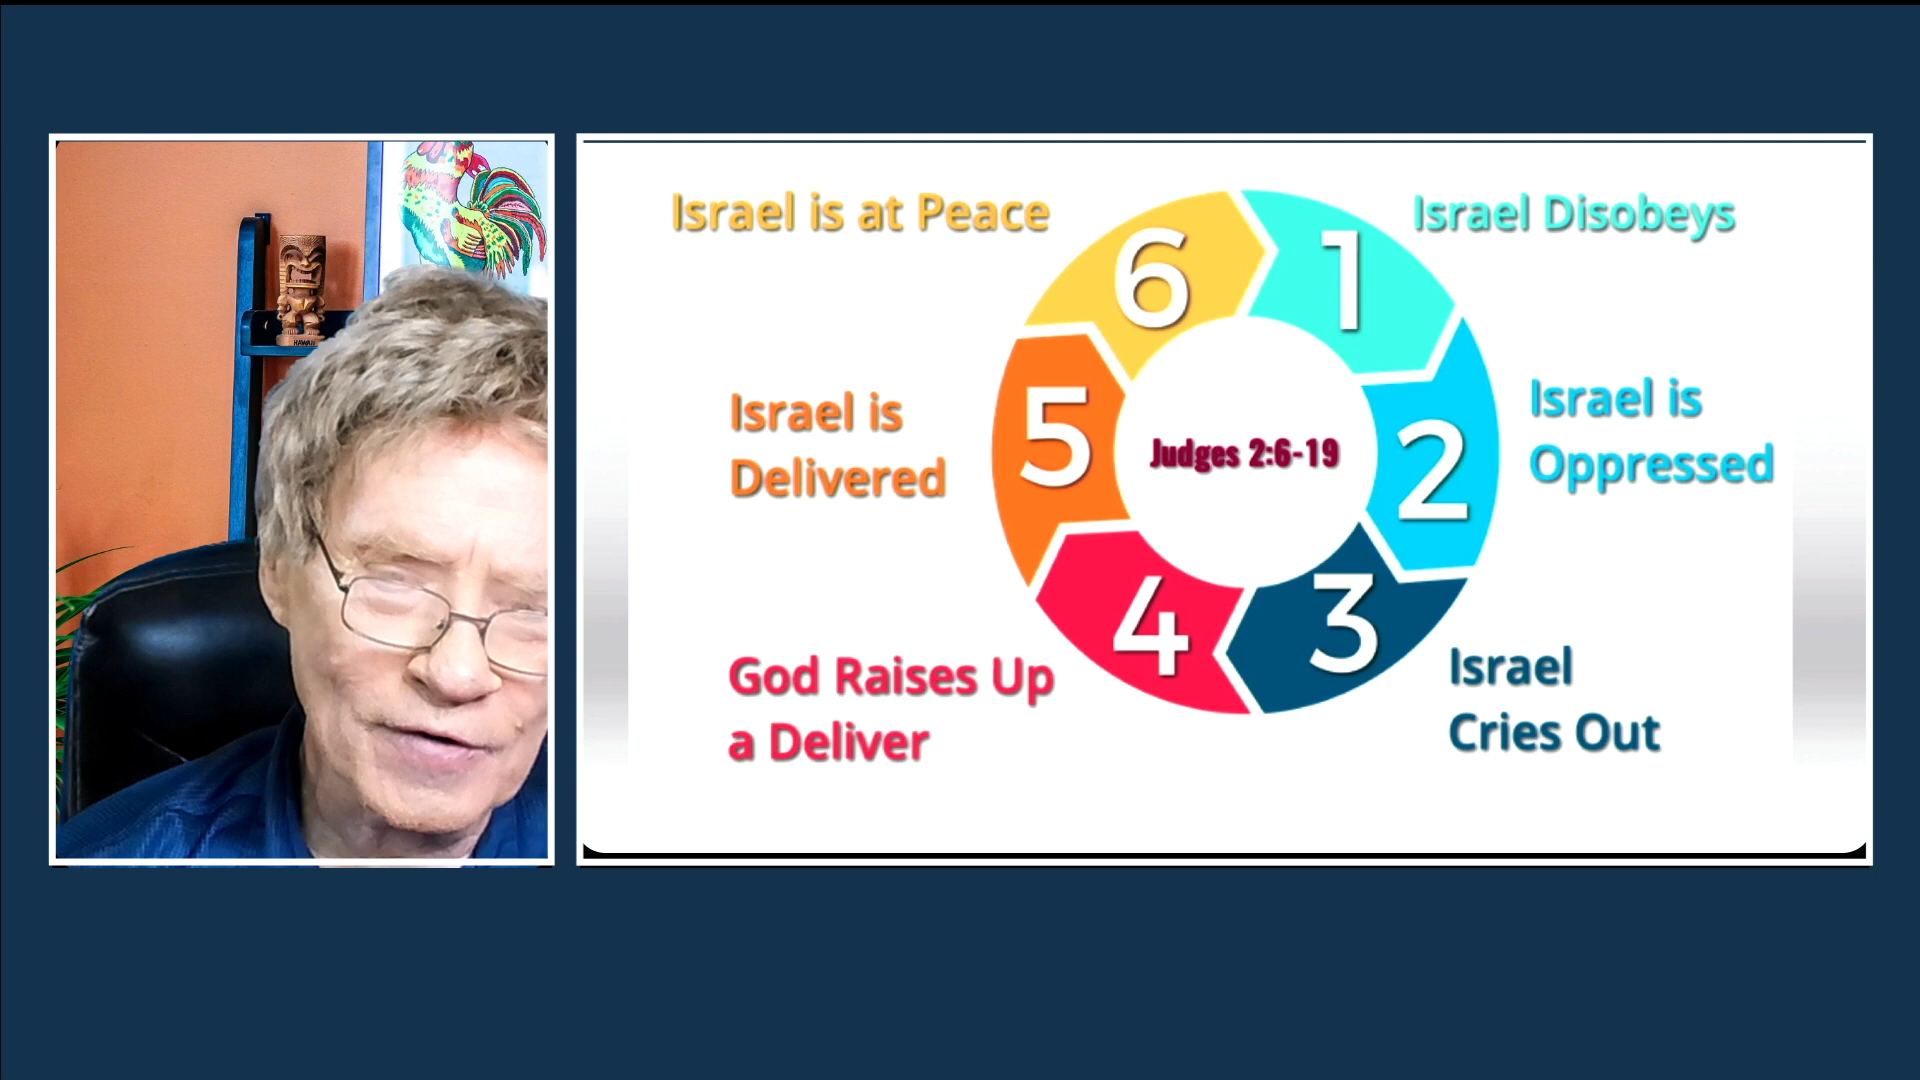 Israel is at Peace
6
1
Israel Disobeys
Israel is
Delivered
5
Judges 2:6-19
2
Israel is
Oppressed
God Raises Up
a Deliver
4
3
Israel
Cries Out
HAWAII